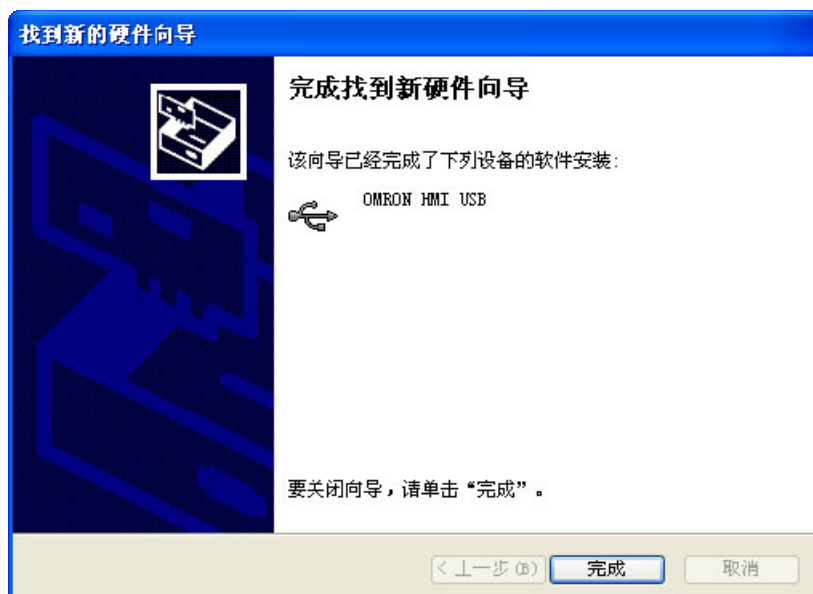 找到新的硬件向导
完成找到新硬件向导
该向导已经完成了下列设备的软件安装:
OMRON HMI USB
要关闭向导，请单击“完成”。
<上一步(B) 完成 取消